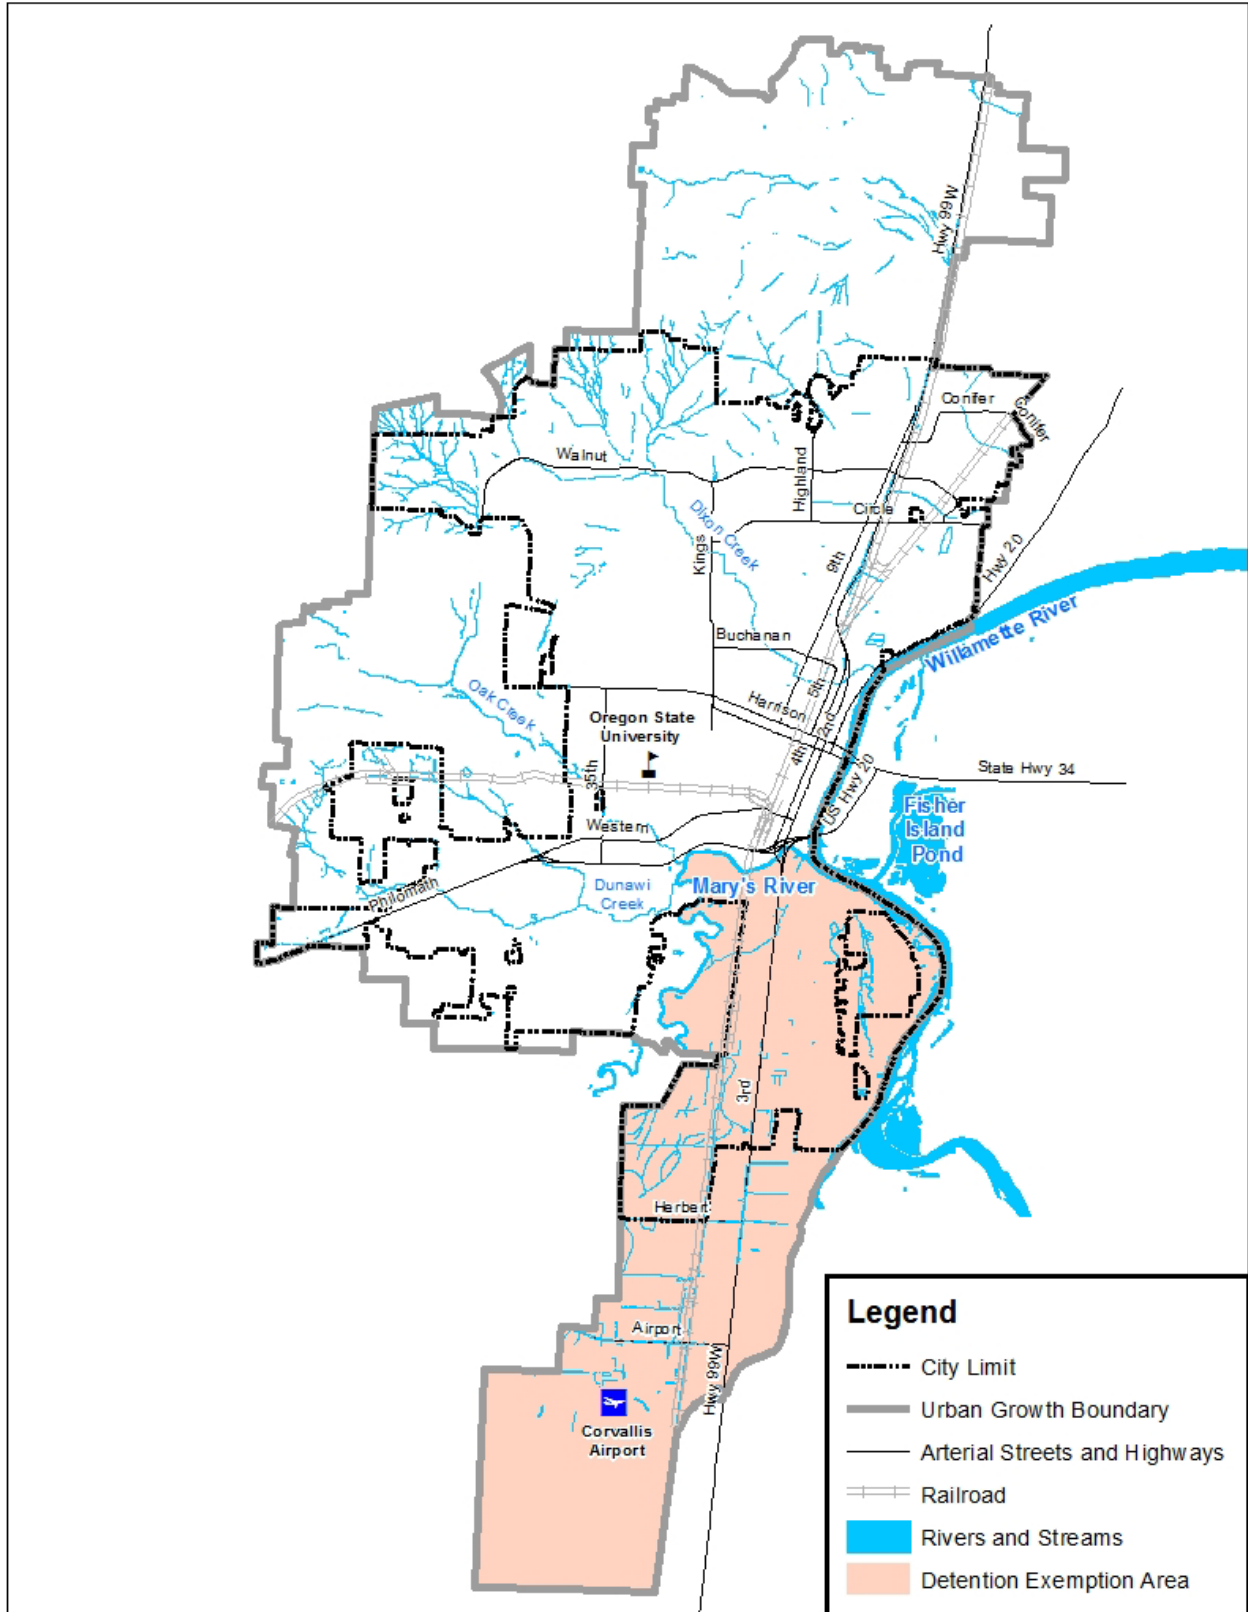 Hwy 99W
Conifer
Conifer
Walnut
Highland
Circle
Dixon Creek
Kings
9th
Hwy 20
Willamette River
Buchanan
Oak Creek
Harrison
5th
2nd
4th
Oregon State
University
35th
US Hwy 20
State Hwy 34
Fisher
Island
Pond
Western
Mary's River
Dunawi
Creek
Philomath
3rd
Herbert
Airport
Hwy 99W
Corvallis
Airport
Legend
City Limit
Urban Growth Boundary
Arterial Streets and Highways
Railroad
Rivers and Streams
Detention Exemption Area